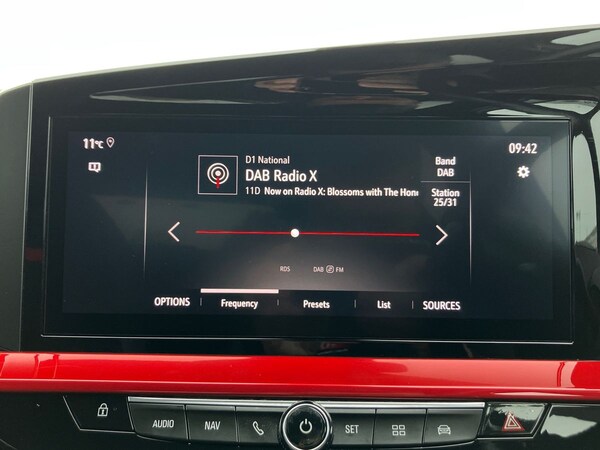 11°C
09:42
D1 National
DAB Radio X
11D Now on Radio X: Blossoms with The Hone
Band
DAB
Station
25/31
RDS DAB FM
OPTIONS Frequency Presets List SOURCES
AUDIO NAV SET